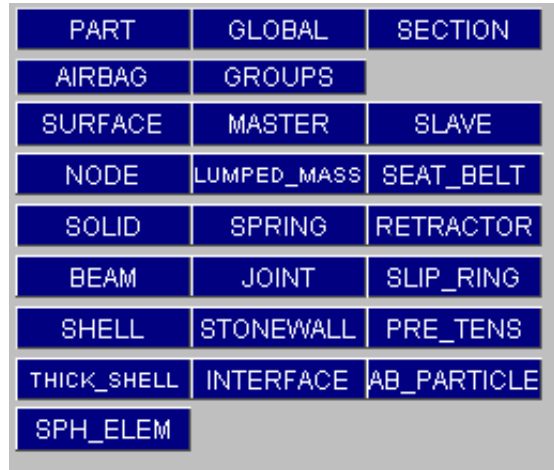 PART GLOBAL SECTION
AIRBAG GROUPS
SURFACE MASTER SLAVE
NODE LUMPED_MASS SEAT_BELT
SOLID SPRING RETRACTOR
BEAM JOINT SLIP_RING
SHELL STONEWALL PRE_TENS
THICK_SHELL INTERFACE AB_PARTICLE
SPH_ELEM